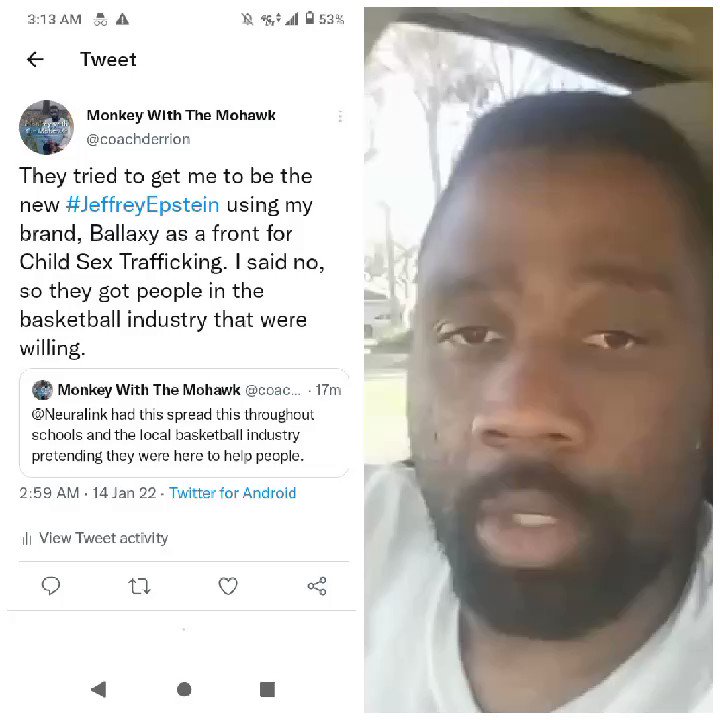 3:13 AM
53%
Tweet
Monkey With The Mohawk
@coachderrion
They tried to get me to be the
new #JeffreyEpstein using my
brand, Ballaxy as a front for
Child Sex Trafficking. I said no,
so they got people in the
basketball industry that were
willing.
Monkey With The Mohawk @coac... · 17m
@Neuralink had this spread this throughout
schools and the local basketball industry
pretending they were here to help people.
2:59 AM · 14 Jan 22 · Twitter for Android
View Tweet activity